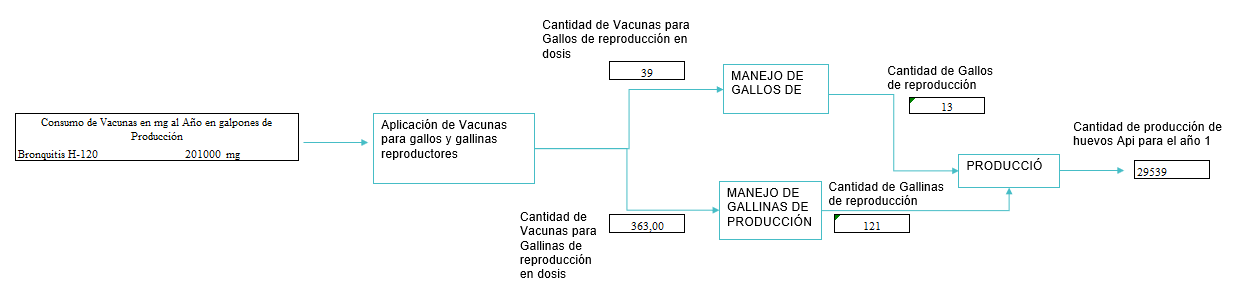 Cantidad de Vacunas para
Gallos de reproducción en
dosis
39
MANEJO DE
GALLOS DE
Cantidad de Gallos
de reproducción
13
Consumo de Vacunas en mg al Año en galpones de
Producción
Bronquitis H-120 201000 mg
Aplicación de Vacunas
para gallos y gallinas
reproductores
Cantidad de producción de
huevos Api para el año 1
29539
PRODUCCIÓ
MANEJO DE
GALLINAS DE
PRODUCCIÓN
Cantidad de Gallinas
de reproducción
121
Cantidad de
Vacunas para
Gallinas de
reproducción
en dosis
363,00